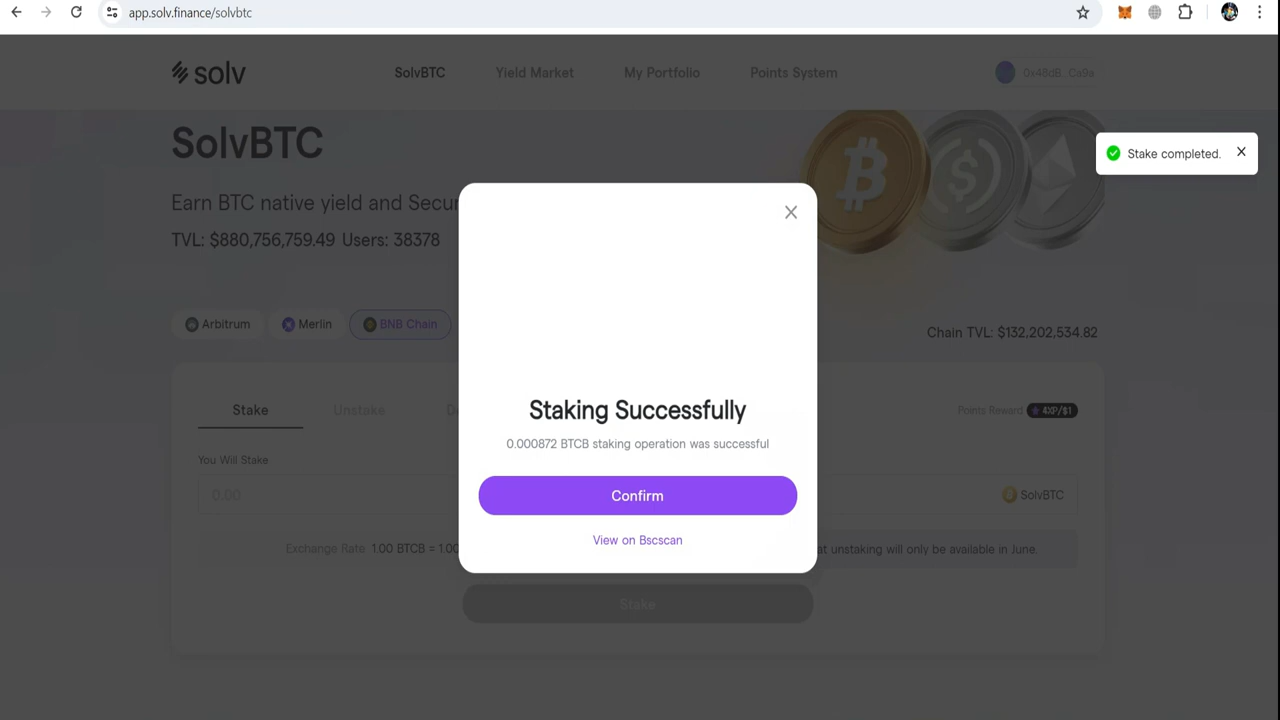 app.solv.finance/solvbtc
solv
SolvBTC
Yield Market
My Portfolio
Points System
0x48dB...Ca9a
SolvBTC
Stake completed.
Earn BTC native yield and Secu
TVL: $880,756,759.49 Users: 38378
Arbitrum
Merlin
BNB Chain
Chain TVL: $132,202,534.82
Stake
Unstake
Points Reward
4XP/$1
Staking Successfully
0.000872 BTCB staking operation was successful
You Will Stake
0.00
SolvBTC
Confirm
View on Bscscan
Exchange Rate 1.00 BTCB = 1.00
at unstaking will only be available in June.
Stake